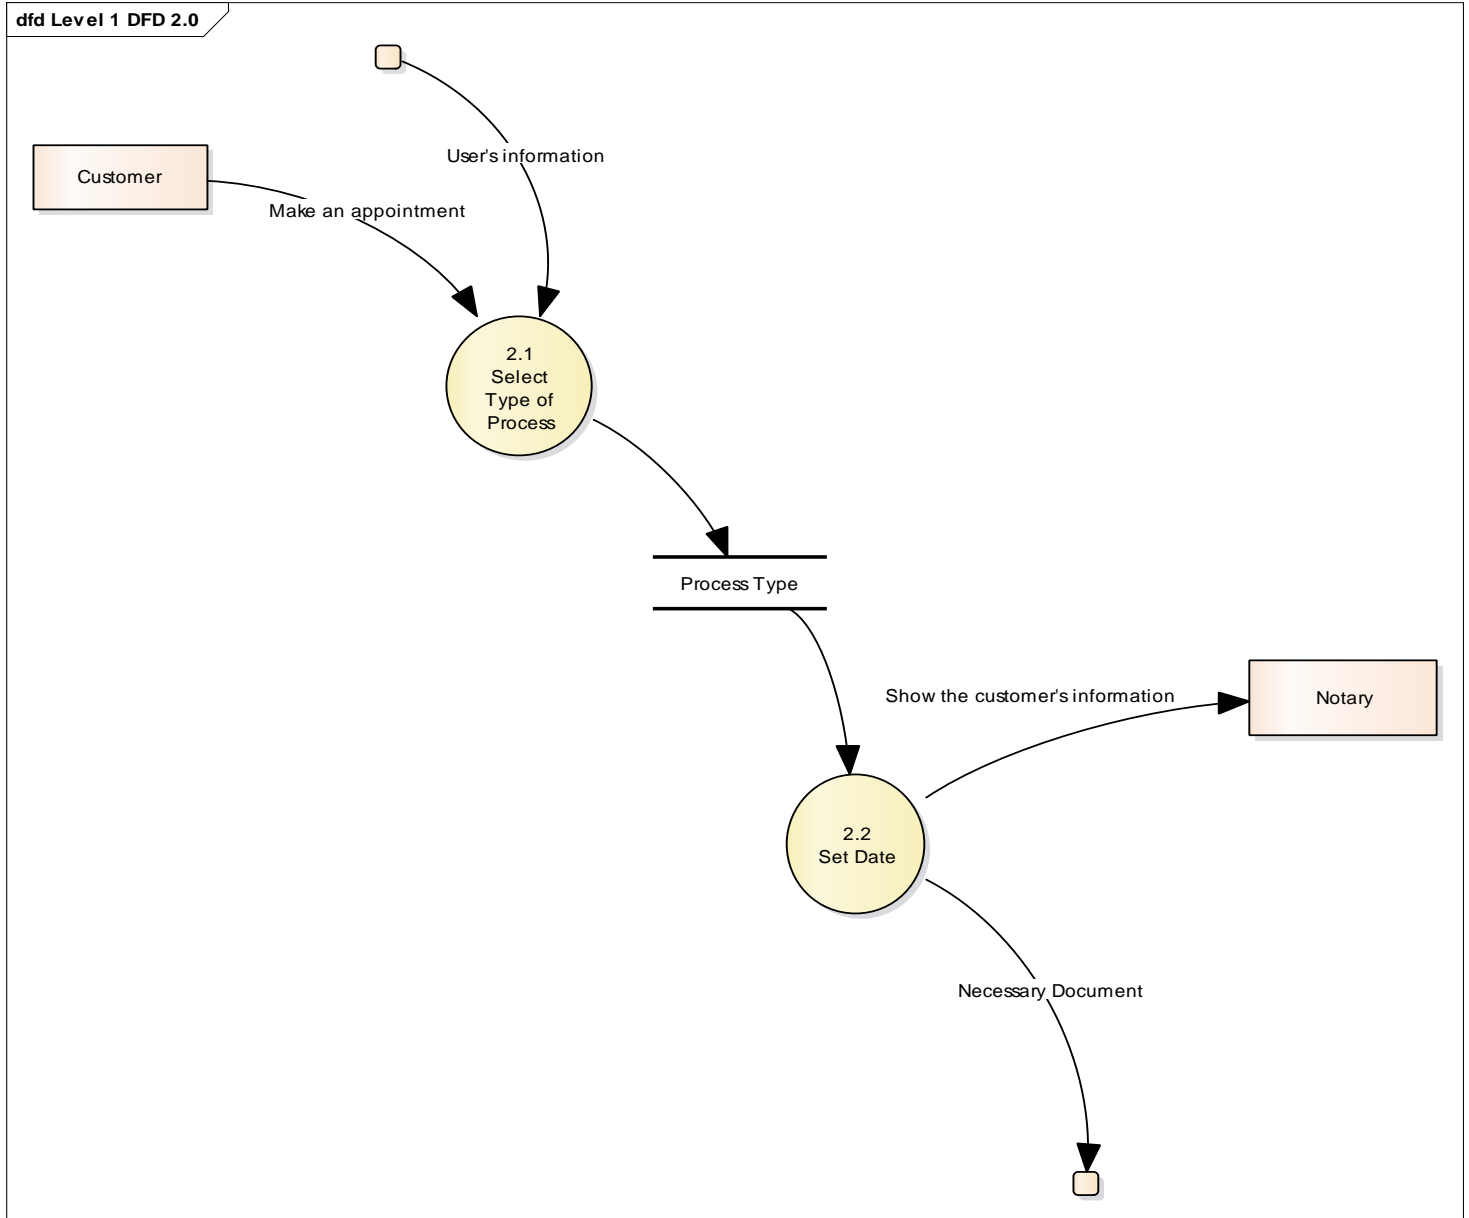 dfd Level 1 DFD 2.0
User's information
Customer
Make an appointment
2.1
Select
Type of
Process
Process Type
Show the customer's information
Notary
2.2
Set Date
Necessary Document